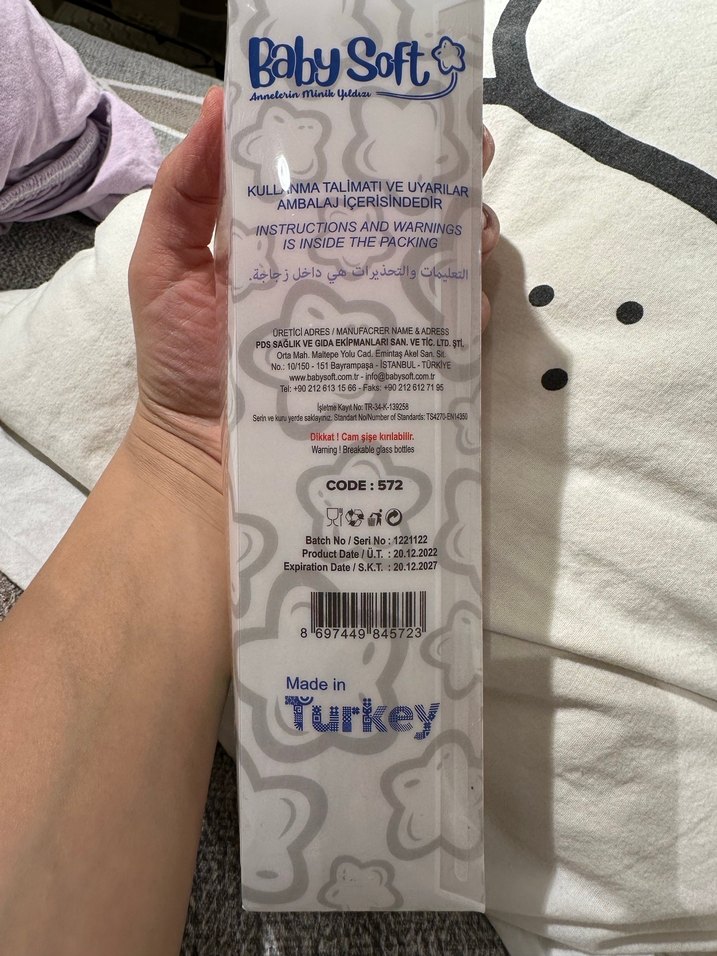 Baby Soft
Annelerin Minik Yıldızı
KULLANMA TALİMATI VE UYARILAR
AMBALAJ İÇERİSİNDEDİR
INSTRUCTIONS AND WARNINGS
IS INSIDE THE PACKING
التعليمات والتحذيرات هي داخل زجاجة.
ÜRETİCİ ADRES / MANUFACRER NAME & ADRESS
PDS SAĞLIK VE GIDA EKİPMANLARI SAN. VE TİC. LTD. ŞTİ.
Orta Mah. Maltepe Yolu Cad. Emintaş Akel San. Sit.
No.: 10/150 - 151 Bayrampaşa - İSTANBUL - TÜRKİYE
www.babysoft.com.tr - info@babysoft.com.tr
Tel: +90 212 613 15 66 - Faks: +90 212 612 71 95
İşletme Kayıt No: TR-34-K-139258
Serin ve kuru yerde saklayınız. Standart No/Number of Standards: TS4270-EN14350
Dikkat ! Cam şişe kırılabilir.
Warning ! Breakable glass bottles
CODE : 572
Batch No / Seri No : 1221122
Product Date / Ü.T. : 20.12.2022
Expiration Date / S.K.T. : 20.12.2027
8 697449 845723
Made in
Turkey